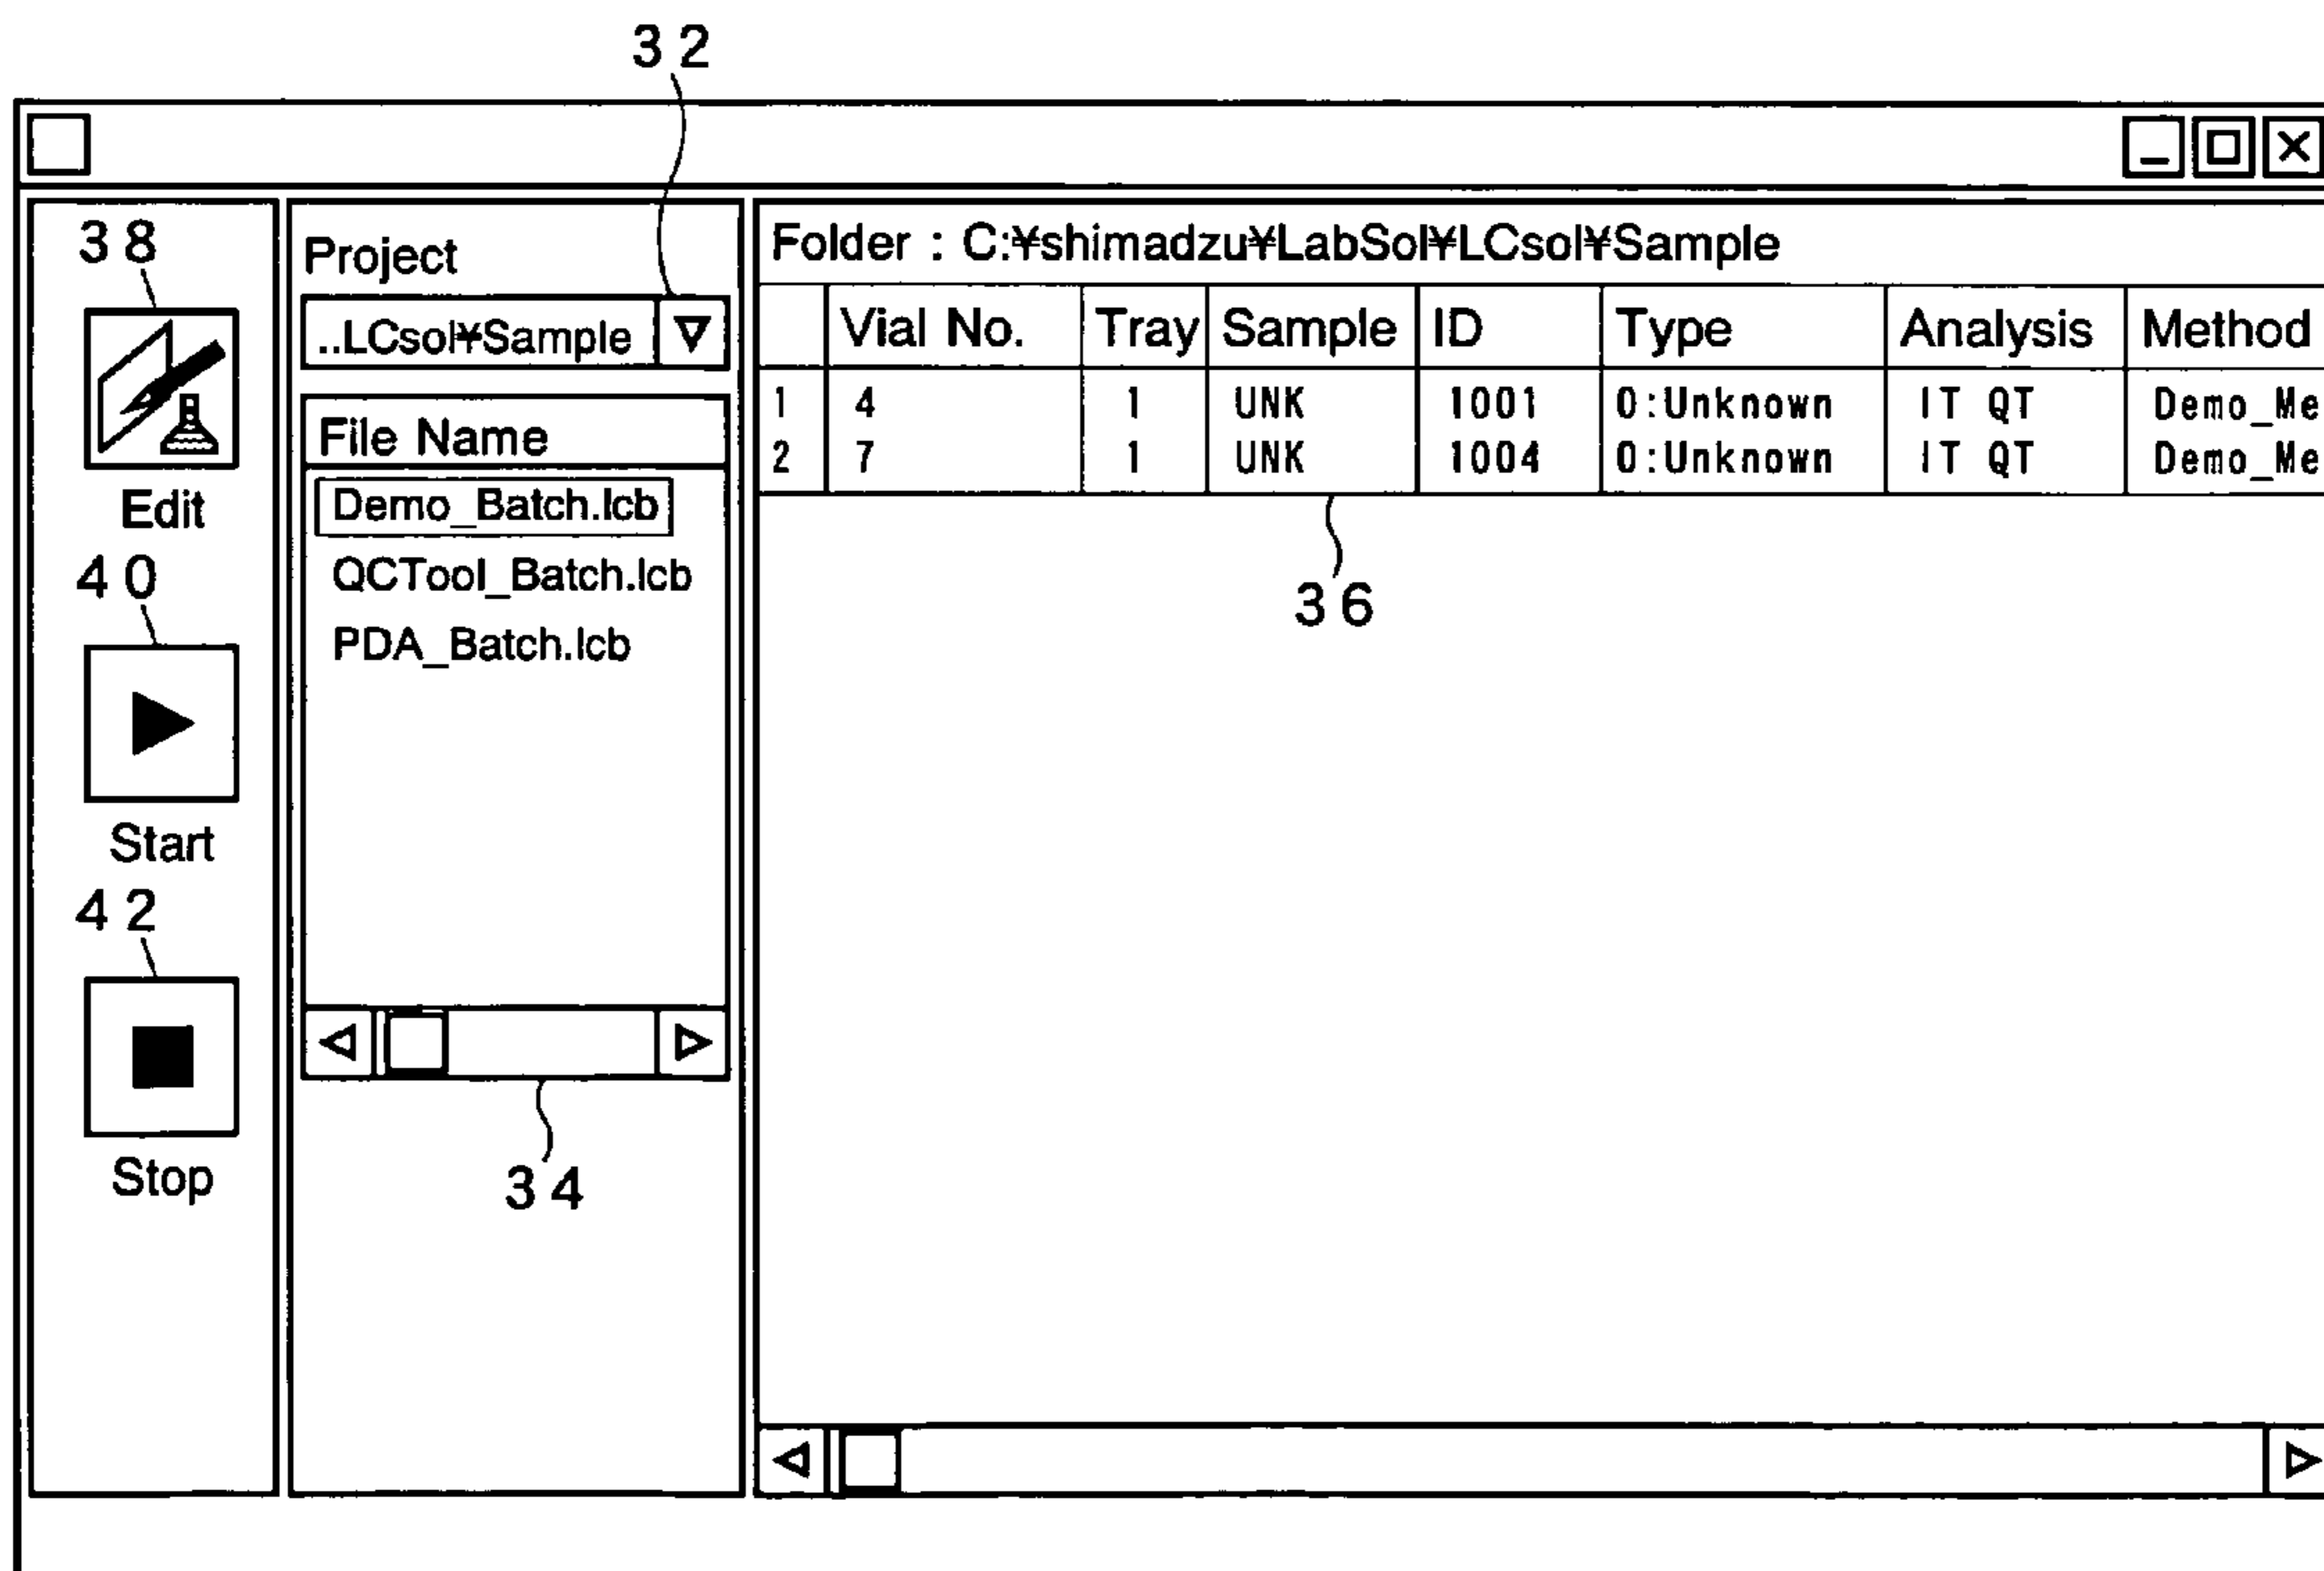 32
38
Edit
40
Start
42
Stop
Project
..LCsol¥Sample
File Name
Demo_Batch.lcb
QCTool_Batch.lcb
PDA_Batch.lcb
34
Folder : C:¥shimadzu¥LabSol¥LCsol¥Sample
Vial No. Tray Sample ID Type Analysis Method
1 4 1 UNK 1001 0:Unknown IT QT Demo_Me
2 7 1 UNK 1004 0:Unknown IT QT Demo_Me
36